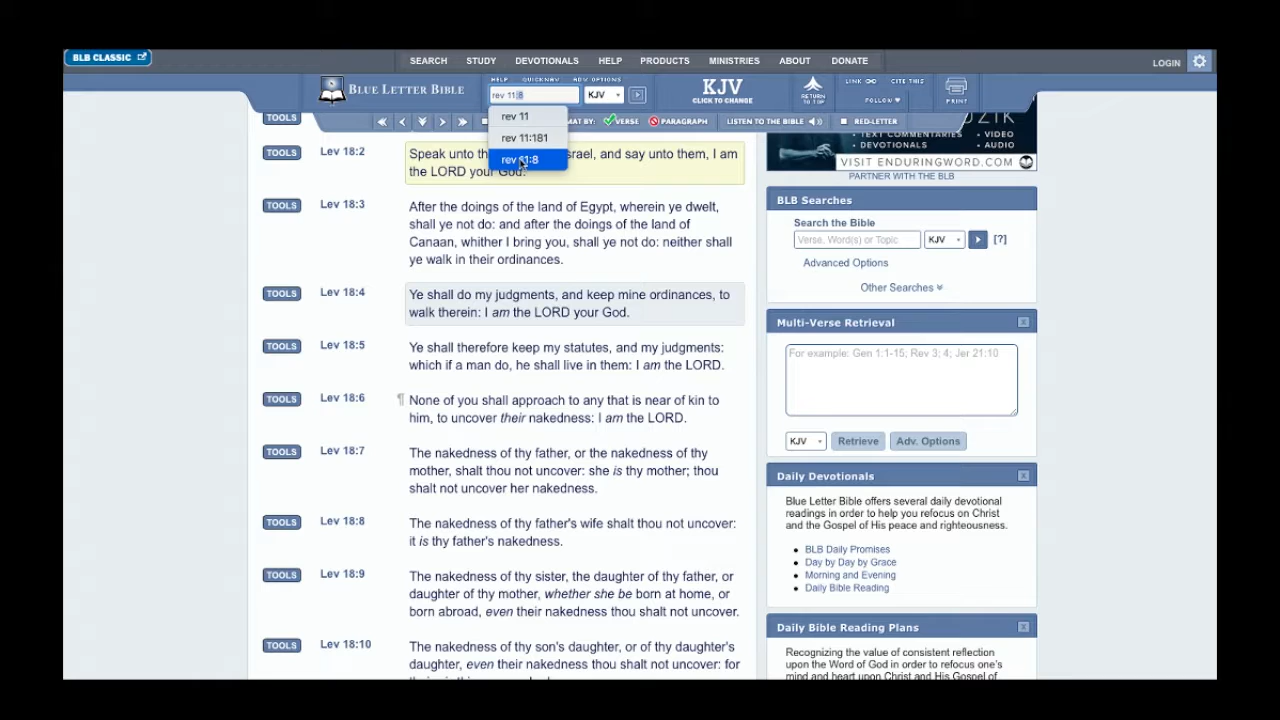 BLB CLASSIC
SEARCH STUDY DEVOTIONALS HELP PRODUCTS MINISTRIES ABOUT DONATE
LOGIN
HELP QUICKNAV ADV. OPTIONS
BLUE LETTER BIBLE
rev 11:8
KJV
KJV
CLICK TO CHANGE
RETURN
TO TOP
LINK CITE THIS
FOLLOW
PRINT
rev 11
rev 11:181
rev 11:8
MAT BY: VERSE PARAGRAPH LISTEN TO THE BIBLE RED-LETTER
TOOLS
TOOLS Lev 18:2 Speak unto th srael, and say unto them, I am
the LORD your God.
TOOLS Lev 18:3 After the doings of the land of Egypt, wherein ye dwelt,
shall ye not do: and after the doings of the land of
Canaan, whither I bring you, shall ye not do: neither shall
ye walk in their ordinances.
TOOLS Lev 18:4 Ye shall do my judgments, and keep mine ordinances, to
walk therein: I am the LORD your God.
TOOLS Lev 18:5 Ye shall therefore keep my statutes, and my judgments:
which if a man do, he shall live in them: I am the LORD.
TOOLS Lev 18:6 ¶ None of you shall approach to any that is near of kin to
him, to uncover their nakedness: I am the LORD.
TOOLS Lev 18:7 The nakedness of thy father, or the nakedness of thy
mother, shalt thou not uncover: she is thy mother; thou
shalt not uncover her nakedness.
TOOLS Lev 18:8 The nakedness of thy father's wife shalt thou not uncover:
it is thy father's nakedness.
TOOLS Lev 18:9 The nakedness of thy sister, the daughter of thy father, or
daughter of thy mother, whether she be born at home, or
born abroad, even their nakedness thou shalt not uncover.
TOOLS Lev 18:10 The nakedness of thy son's daughter, or of thy daughter's
daughter, even their nakedness thou shalt not uncover: for
UZIK
• TEXT COMMENTARIES • VIDEO
• DEVOTIONALS • AUDIO
VISIT ENDURINGWORD.COM
PARTNER WITH THE BLB
BLB Searches
Search the Bible
Verse, Word(s) or Topic KJV [?]
Advanced Options
Other Searches
Multi-Verse Retrieval
For example: Gen 1:1-15; Rev 3; 4; Jer 21:10
KJV Retrieve Adv. Options
Daily Devotionals
Blue Letter Bible offers several daily devotional
readings in order to help you refocus on Christ
and the Gospel of His peace and righteousness.
• BLB Daily Promises
• Day by Day by Grace
• Morning and Evening
• Daily Bible Reading
Daily Bible Reading Plans
Recognizing the value of consistent reflection
upon the Word of God in order to refocus one's
mind and heart upon Christ and His Gospel of